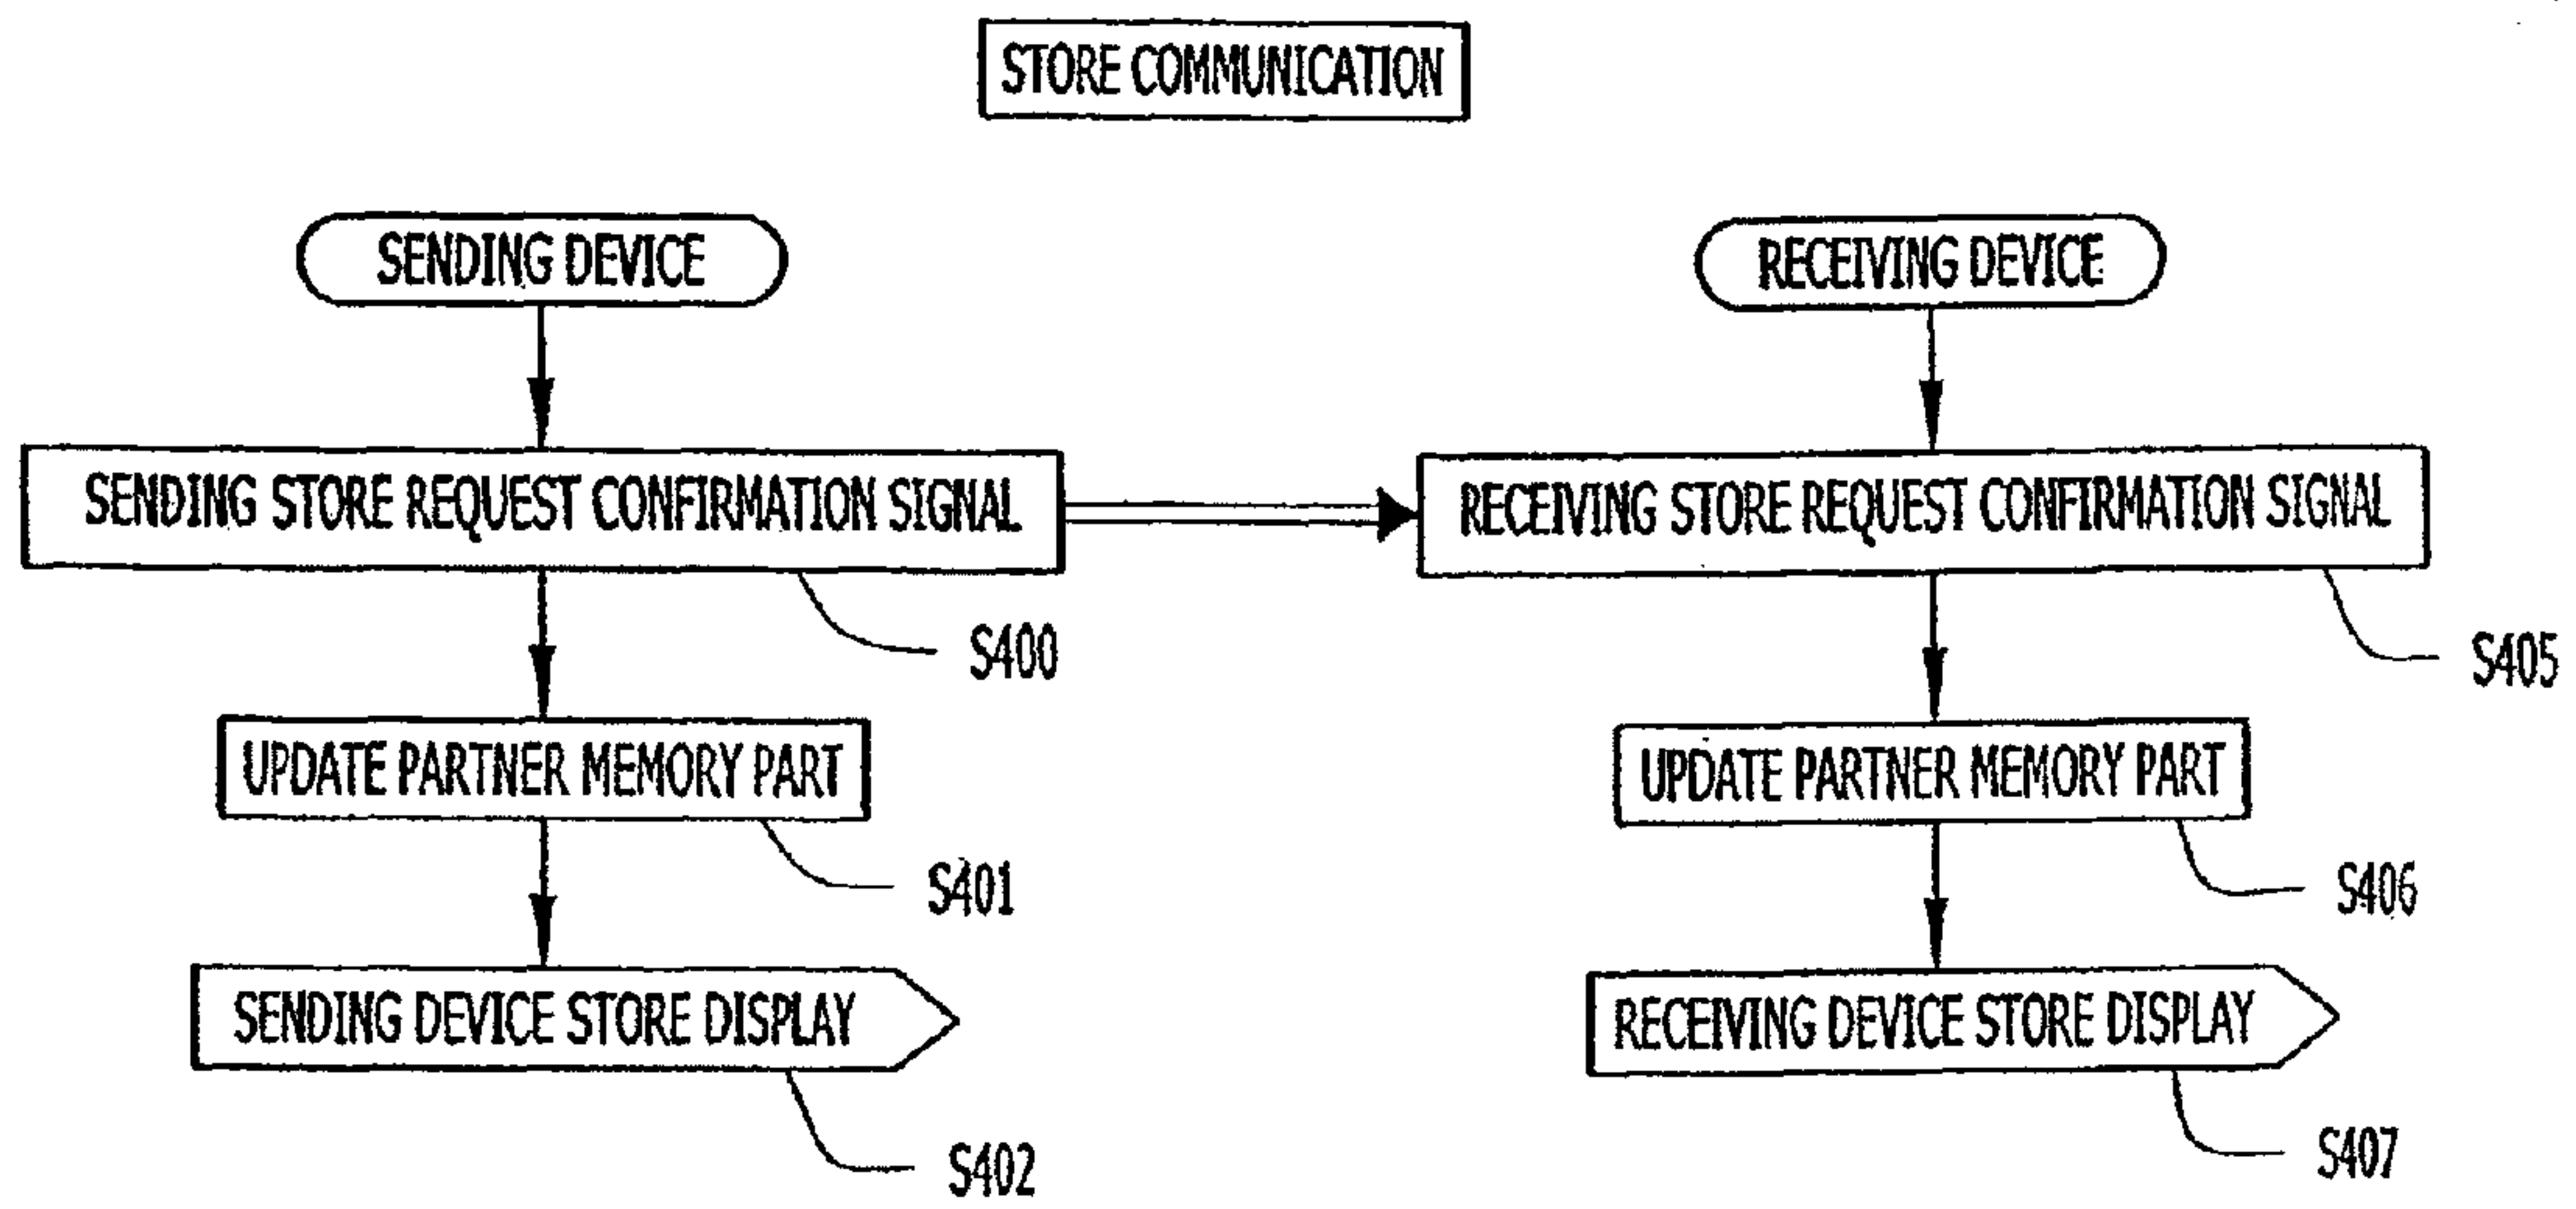 STORE COMMUNICATION
SENDING DEVICE
RECEIVING DEVICE
SENDING STORE REQUEST CONFIRMATION SIGNAL
RECEIVING STORE REQUEST CONFIRMATION SIGNAL
S400
S405
UPDATE PARTNER MEMORY PART
UPDATE PARTNER MEMORY PART
S401
S406
SENDING DEVICE STORE DISPLAY
RECEIVING DEVICE STORE DISPLAY
S402
S407